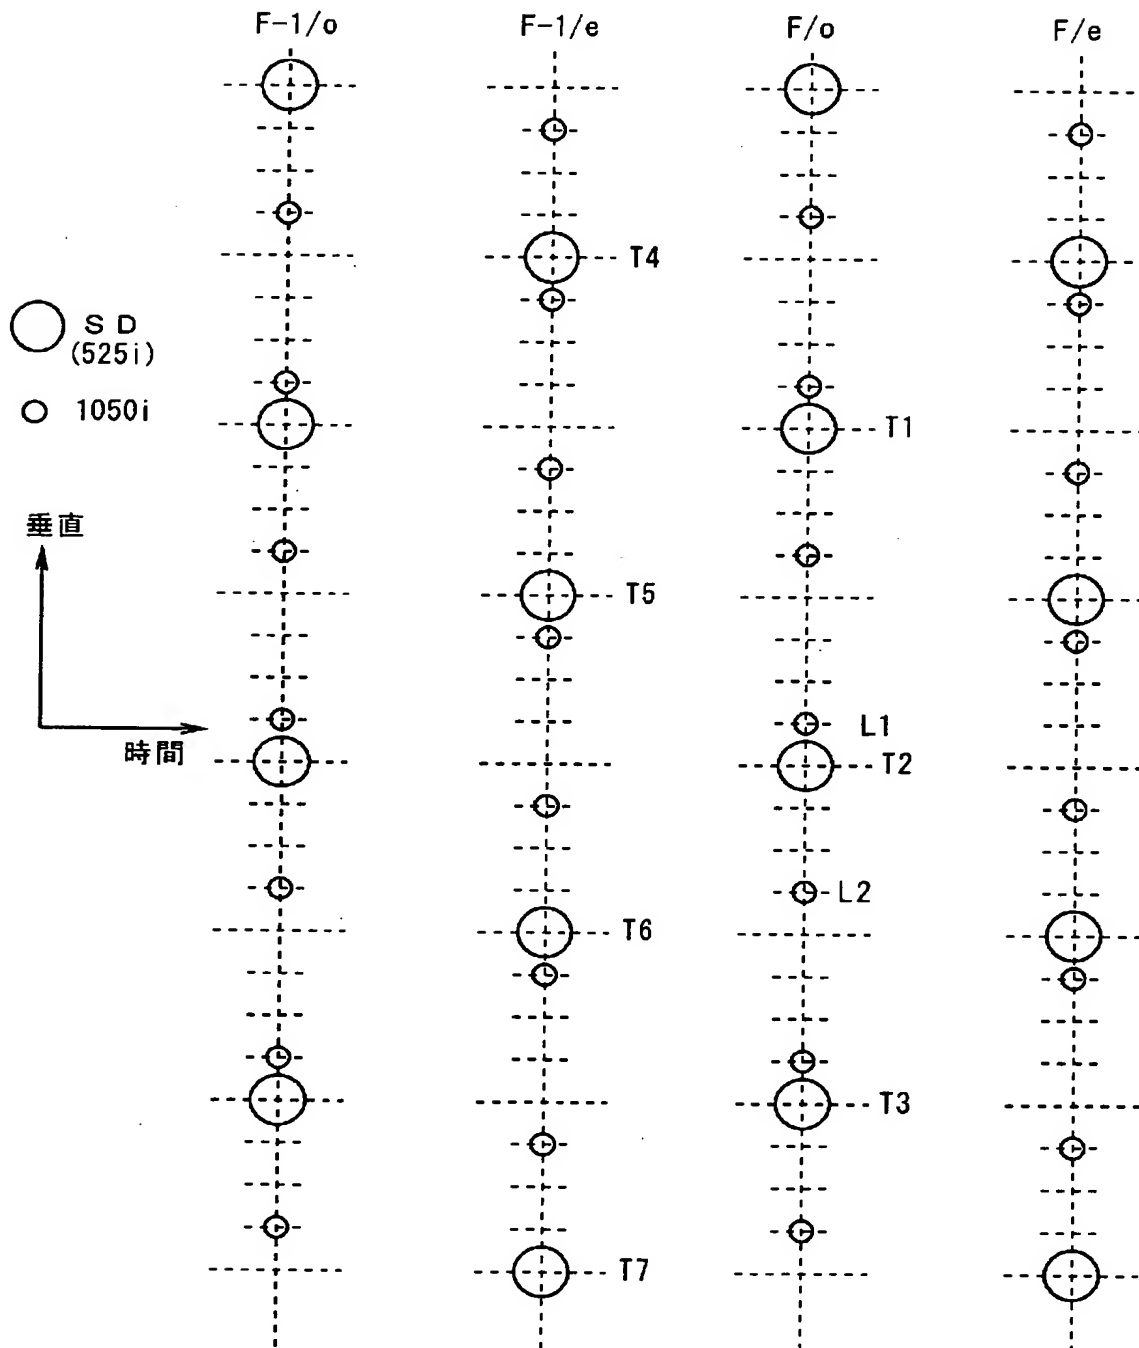 F-1/o
F-1/e
F/o
F/e
T4
SD
(525i)
1050i
T1
垂直
T5
L1
T2
時間
L2
T6
T3
T7